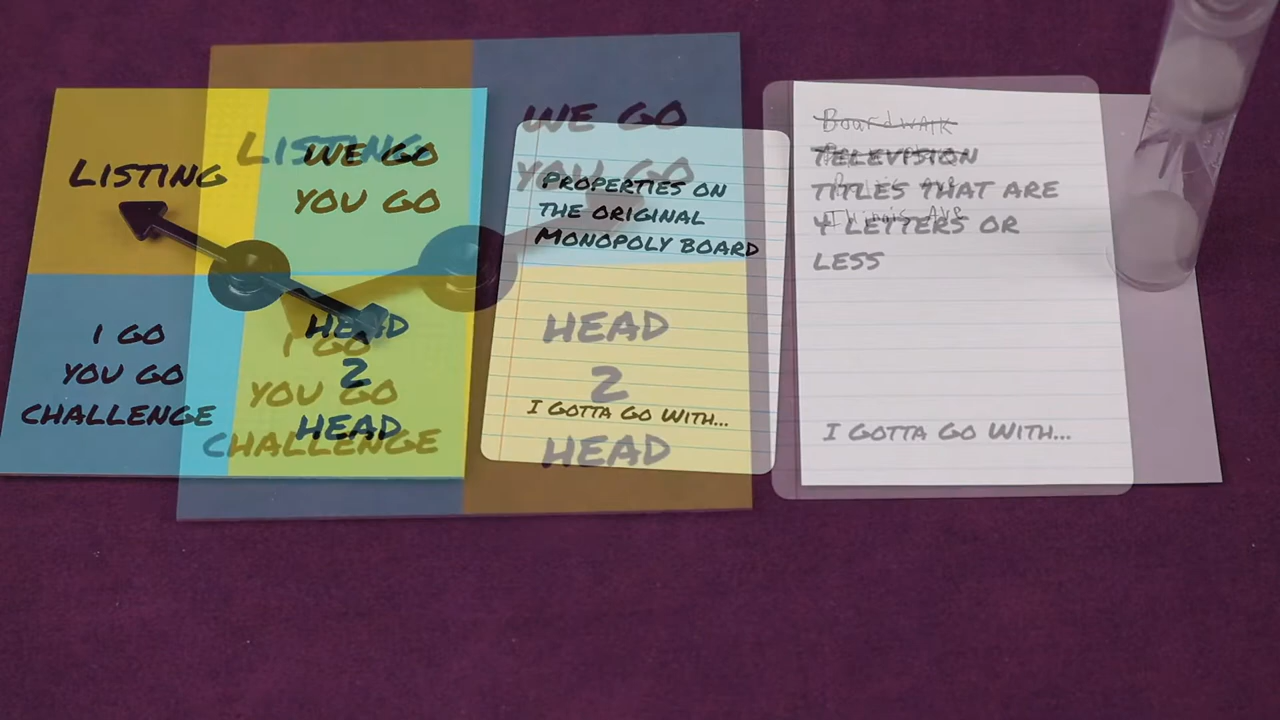 LISTING
WE GO
YOU GO
I GO
YOU GO
CHALLENGE
HEAD
2
HEAD
LISTING
WE GO
YOU GO
I GO
YOU GO
CHALLENGE
HEAD
2
HEAD
PROPERTIES ON
THE ORIGINAL
MONOPOLY BOARD
I GOTTA GO WITH...
Boardwalk
Illinois Ave
TELEVISION
TITLES THAT ARE
4 LETTERS OR
LESS
I GOTTA GO WITH...